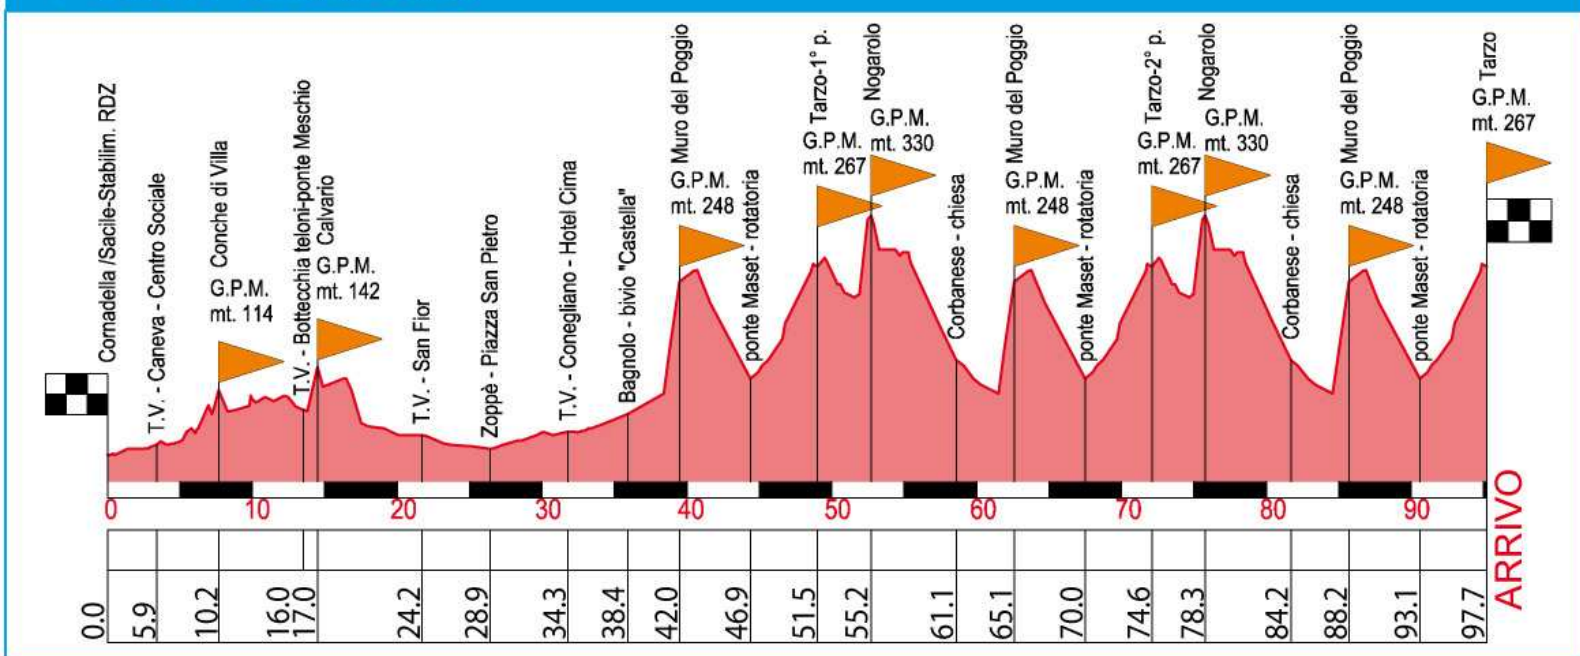 Cornadella /Sacile-Stabilim. RDZ
T.V. - Caneva - Centro Sociale
Conche di Villa
G.P.M.
mt. 114
T.V. - Bottecchia teloni-ponte Meschio
Calvario
G.P.M.
mt. 142
T.V. - San Fior
Zoppè - Piazza San Pietro
T.V. - Conegliano - Hotel Cima
Bagnolo - bivio "Castella"
Muro del Poggio
G.P.M.
mt. 248
ponte Maset - rotatoria
Tarzo-1° p.
G.P.M.
mt. 267
Nogarolo
G.P.M.
mt. 330
Corbanese - chiesa
Muro del Poggio
G.P.M.
mt. 248
ponte Maset - rotatoria
Tarzo-2° p.
G.P.M.
mt. 267
Nogarolo
G.P.M.
mt. 330
Corbanese - chiesa
Muro del Poggio
G.P.M.
mt. 248
ponte Maset - rotatoria
Tarzo
G.P.M.
mt. 267
0 10 20 30 40 50 60 70 80 90
ARRIVO
0.0 5.9 10.2 16.0 17.0 24.2 28.9 34.3 38.4 42.0 46.9 51.5 55.2 61.1 65.1 70.0 74.6 78.3 84.2 88.2 93.1 97.7